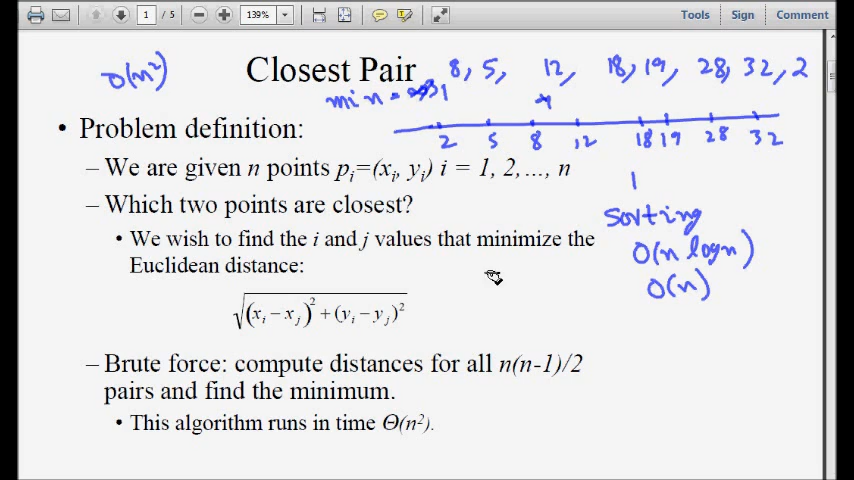 1 / 5 139% Tools Sign Comment
O(n²) Closest Pair 8, 5, 12, 18, 19, 28, 32, 2
min = 1
2 5 8 12 18 19 28 32
• Problem definition:
– We are given n points pᵢ=(xᵢ, yᵢ) i = 1, 2,..., n
1
– Which two points are closest?
sorting
• We wish to find the i and j values that minimize the
O(n logn)
Euclidean distance:
O(n)
√(xᵢ − xⱼ)² + (yᵢ − yⱼ)²
– Brute force: compute distances for all n(n-1)/2
pairs and find the minimum.
• This algorithm runs in time Θ(n²).